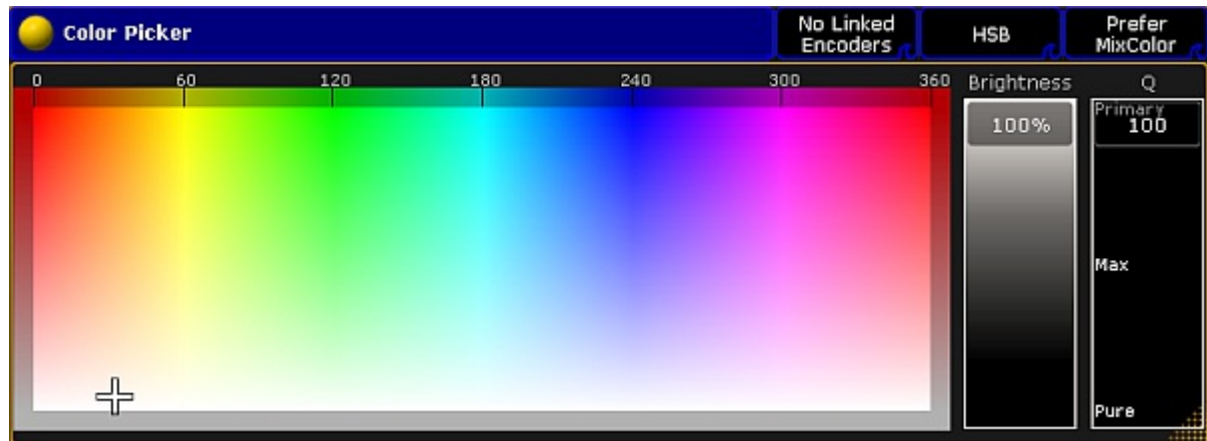 Color Picker
No Linked
Encoders
HSB
Prefer
MixColor
0 60 120 180 240 300 360
Brightness
Q
100%
Primary
100
Max
Pure